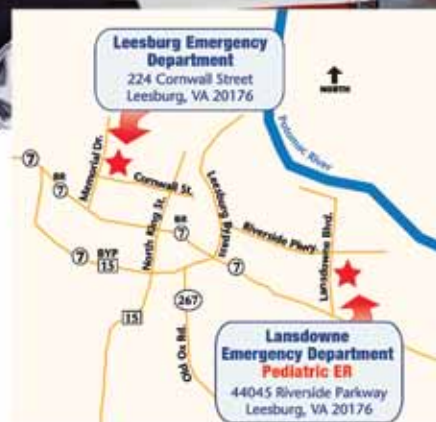 Leesburg Emergency
Department
224 Cornwall Street
Leesburg, VA 20176
NORTH
Potomac River
7
BR
7
Memorial Dr.
Cornwall St.
North King St.
Leesburg Bypass
BR
7
Riverside Pkwy.
Lansdowne Blvd.
7
BYP
15
7
267
15
Old Ox Rd.
Lansdowne
Emergency Department
Pediatric ER
44045 Riverside Parkway
Leesburg, VA 20176